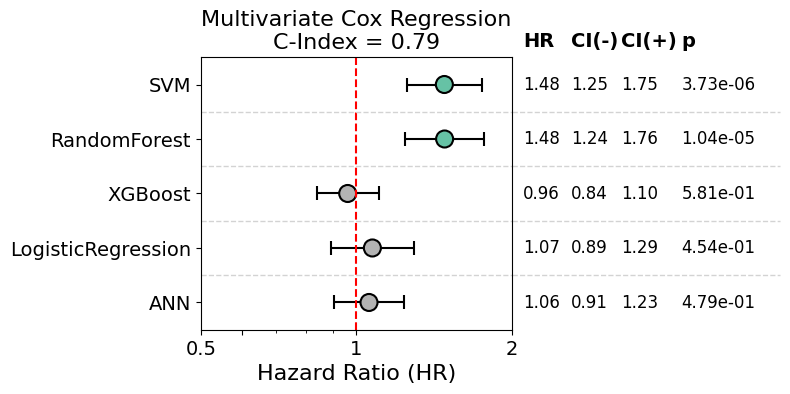 Multivariate Cox Regression
C-Index = 0.79
HR CI(-) CI(+) p
SVM 1.48 1.25 1.75 3.73e-06
RandomForest 1.48 1.24 1.76 1.04e-05
XGBoost 0.96 0.84 1.10 5.81e-01
LogisticRegression 1.07 0.89 1.29 4.54e-01
ANN 1.06 0.91 1.23 4.79e-01
0.5 1 2
Hazard Ratio (HR)